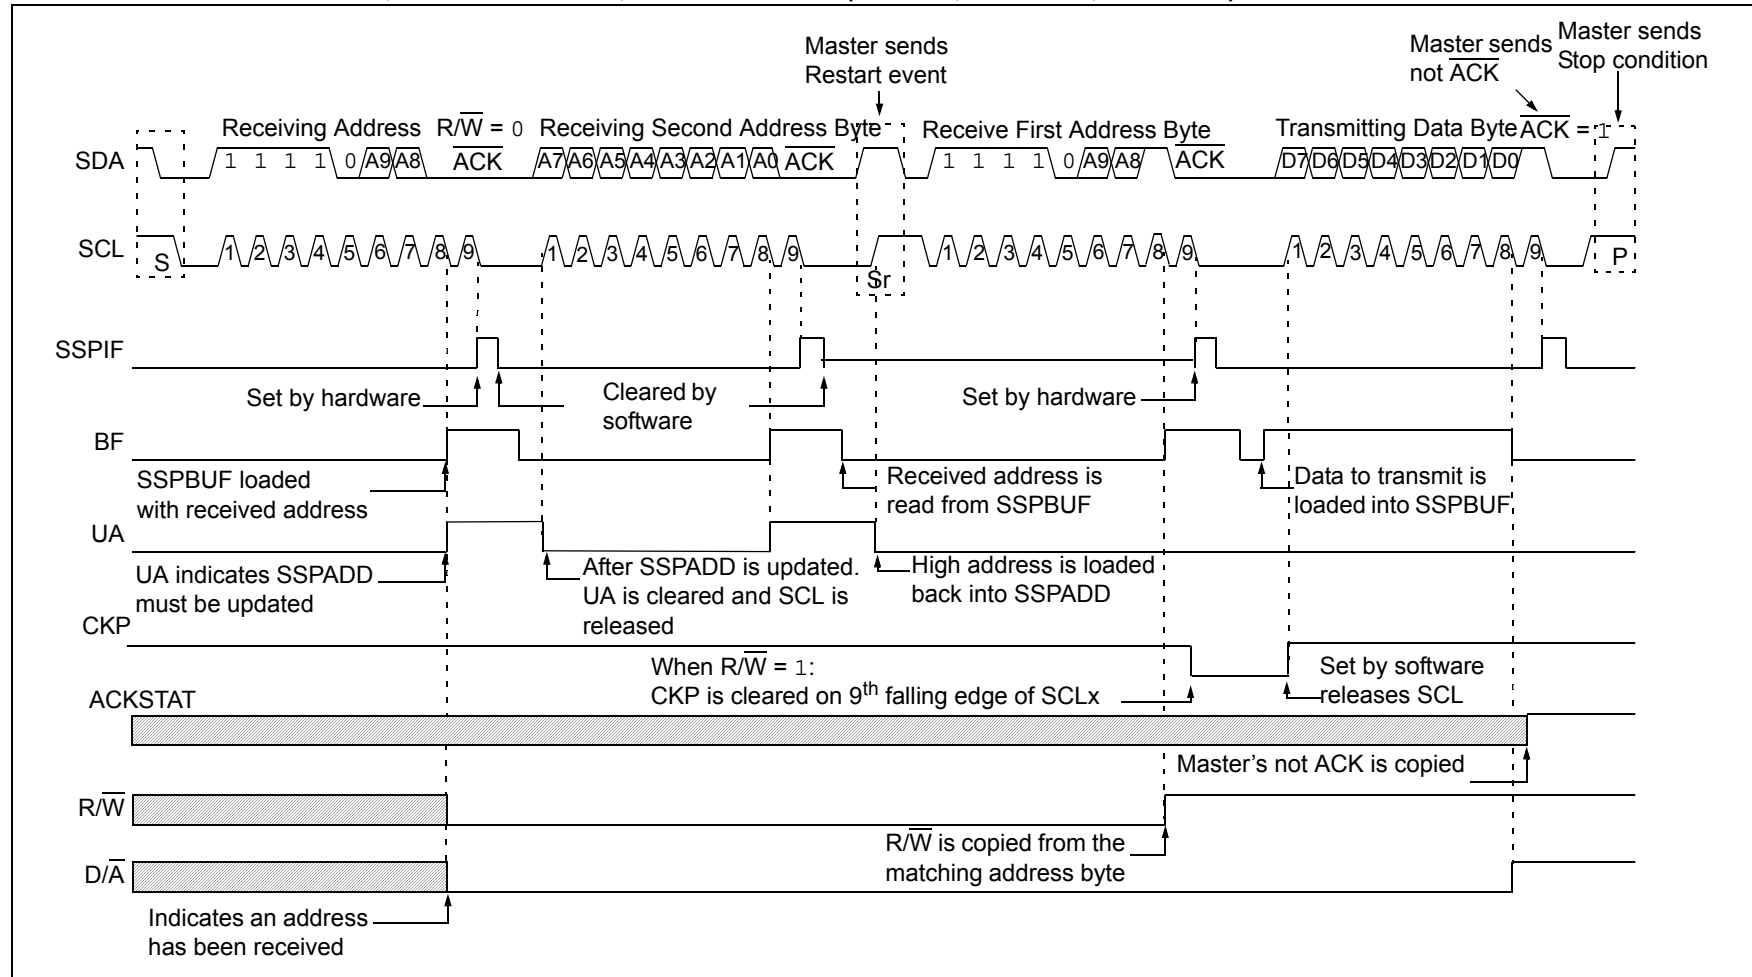 Master sends
Restart event
Master sends
not ACK
Master sends
Stop condition
Receiving Address R/W = 0 Receiving Second Address Byte Receive First Address Byte Transmitting Data Byte ACK = 1
SDA 1 1 1 1 0 A9 A8 ACK A7 A6 A5 A4 A3 A2 A1 A0 ACK 1 1 1 1 0 A9 A8 ACK D7 D6 D5 D4 D3 D2 D1 D0
SCL S 1 2 3 4 5 6 7 8 9 1 2 3 4 5 6 7 8 9 Sr 1 2 3 4 5 6 7 8 9 1 2 3 4 5 6 7 8 9 P
SSPIF
Set by hardware
Cleared by
software
Set by hardware
BF
SSPBUF loaded
with received address
Received address is
read from SSPBUF
Data to transmit is
loaded into SSPBUF
UA
UA indicates SSPADD
must be updated
After SSPADD is updated.
UA is cleared and SCL is
released
High address is loaded
back into SSPADD
CKP
When R/W = 1:
CKP is cleared on 9th falling edge of SCLx
Set by software
releases SCL
ACKSTAT
Master's not ACK is copied
R/W
R/W is copied from the
matching address byte
D/A
Indicates an address
has been received